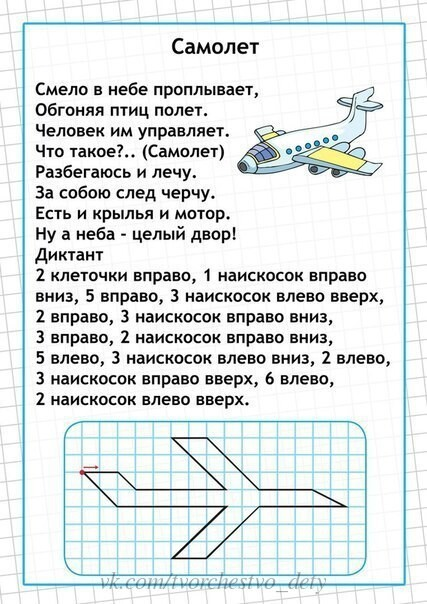 Самолет
Смело в небе проплывает,
Обгоняя птиц полет.
Человек им управляет.
Что такое?.. (Самолет)
Разбегаюсь и лечу.
За собою след черчу.
Есть и крылья и мотор.
Ну а неба - целый двор!
Диктант
2 клеточки вправо, 1 наискосок вправо
вниз, 5 вправо, 3 наискосок влево вверх,
2 вправо, 3 наискосок вправо вниз,
3 вправо, 2 наискосок вправо вниз,
5 влево, 3 наискосок влево вниз, 2 влево,
3 наискосок вправо вверх, 6 влево,
2 наискосок влево вверх.
vk.com/tvorchestvo_dety